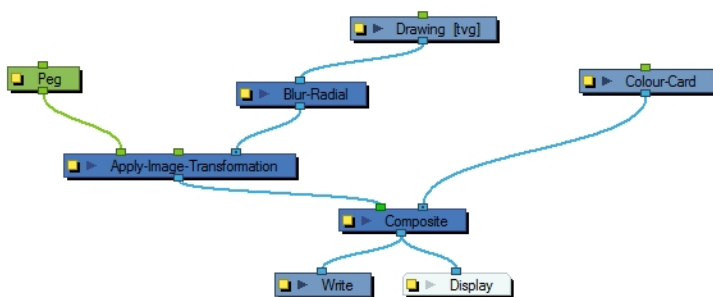 Drawing [tvg]
Peg
Colour-Card
Blur-Radial
Apply-Image-Transformation
Composite
Write
Display